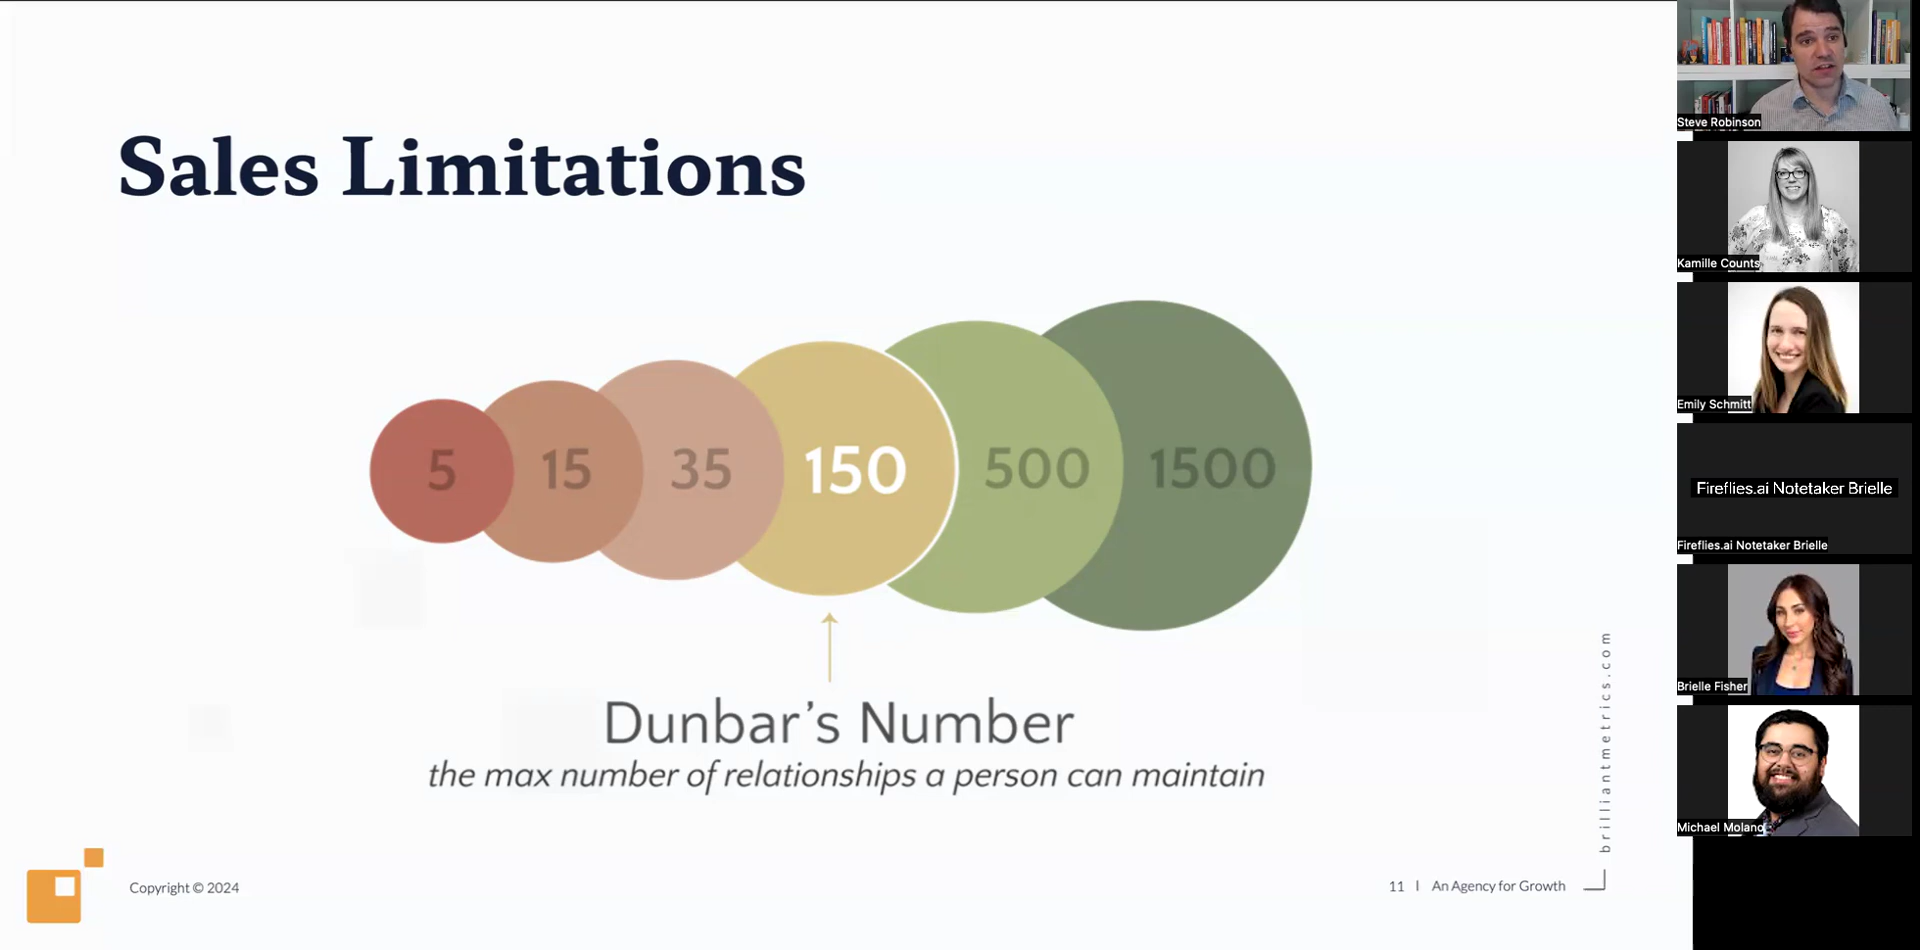 Sales Limitations
5 15 35 150 500 1500
Dunbar's Number
the max number of relationships a person can maintain
brilliantmetrics.com
Copyright © 2024
11 | An Agency for Growth
Steve Robinson
Kamille Counts
Emily Schmitt
Fireflies.ai Notetaker Brielle
Fireflies.ai Notetaker Brielle
Brielle Fisher
Michael Molano